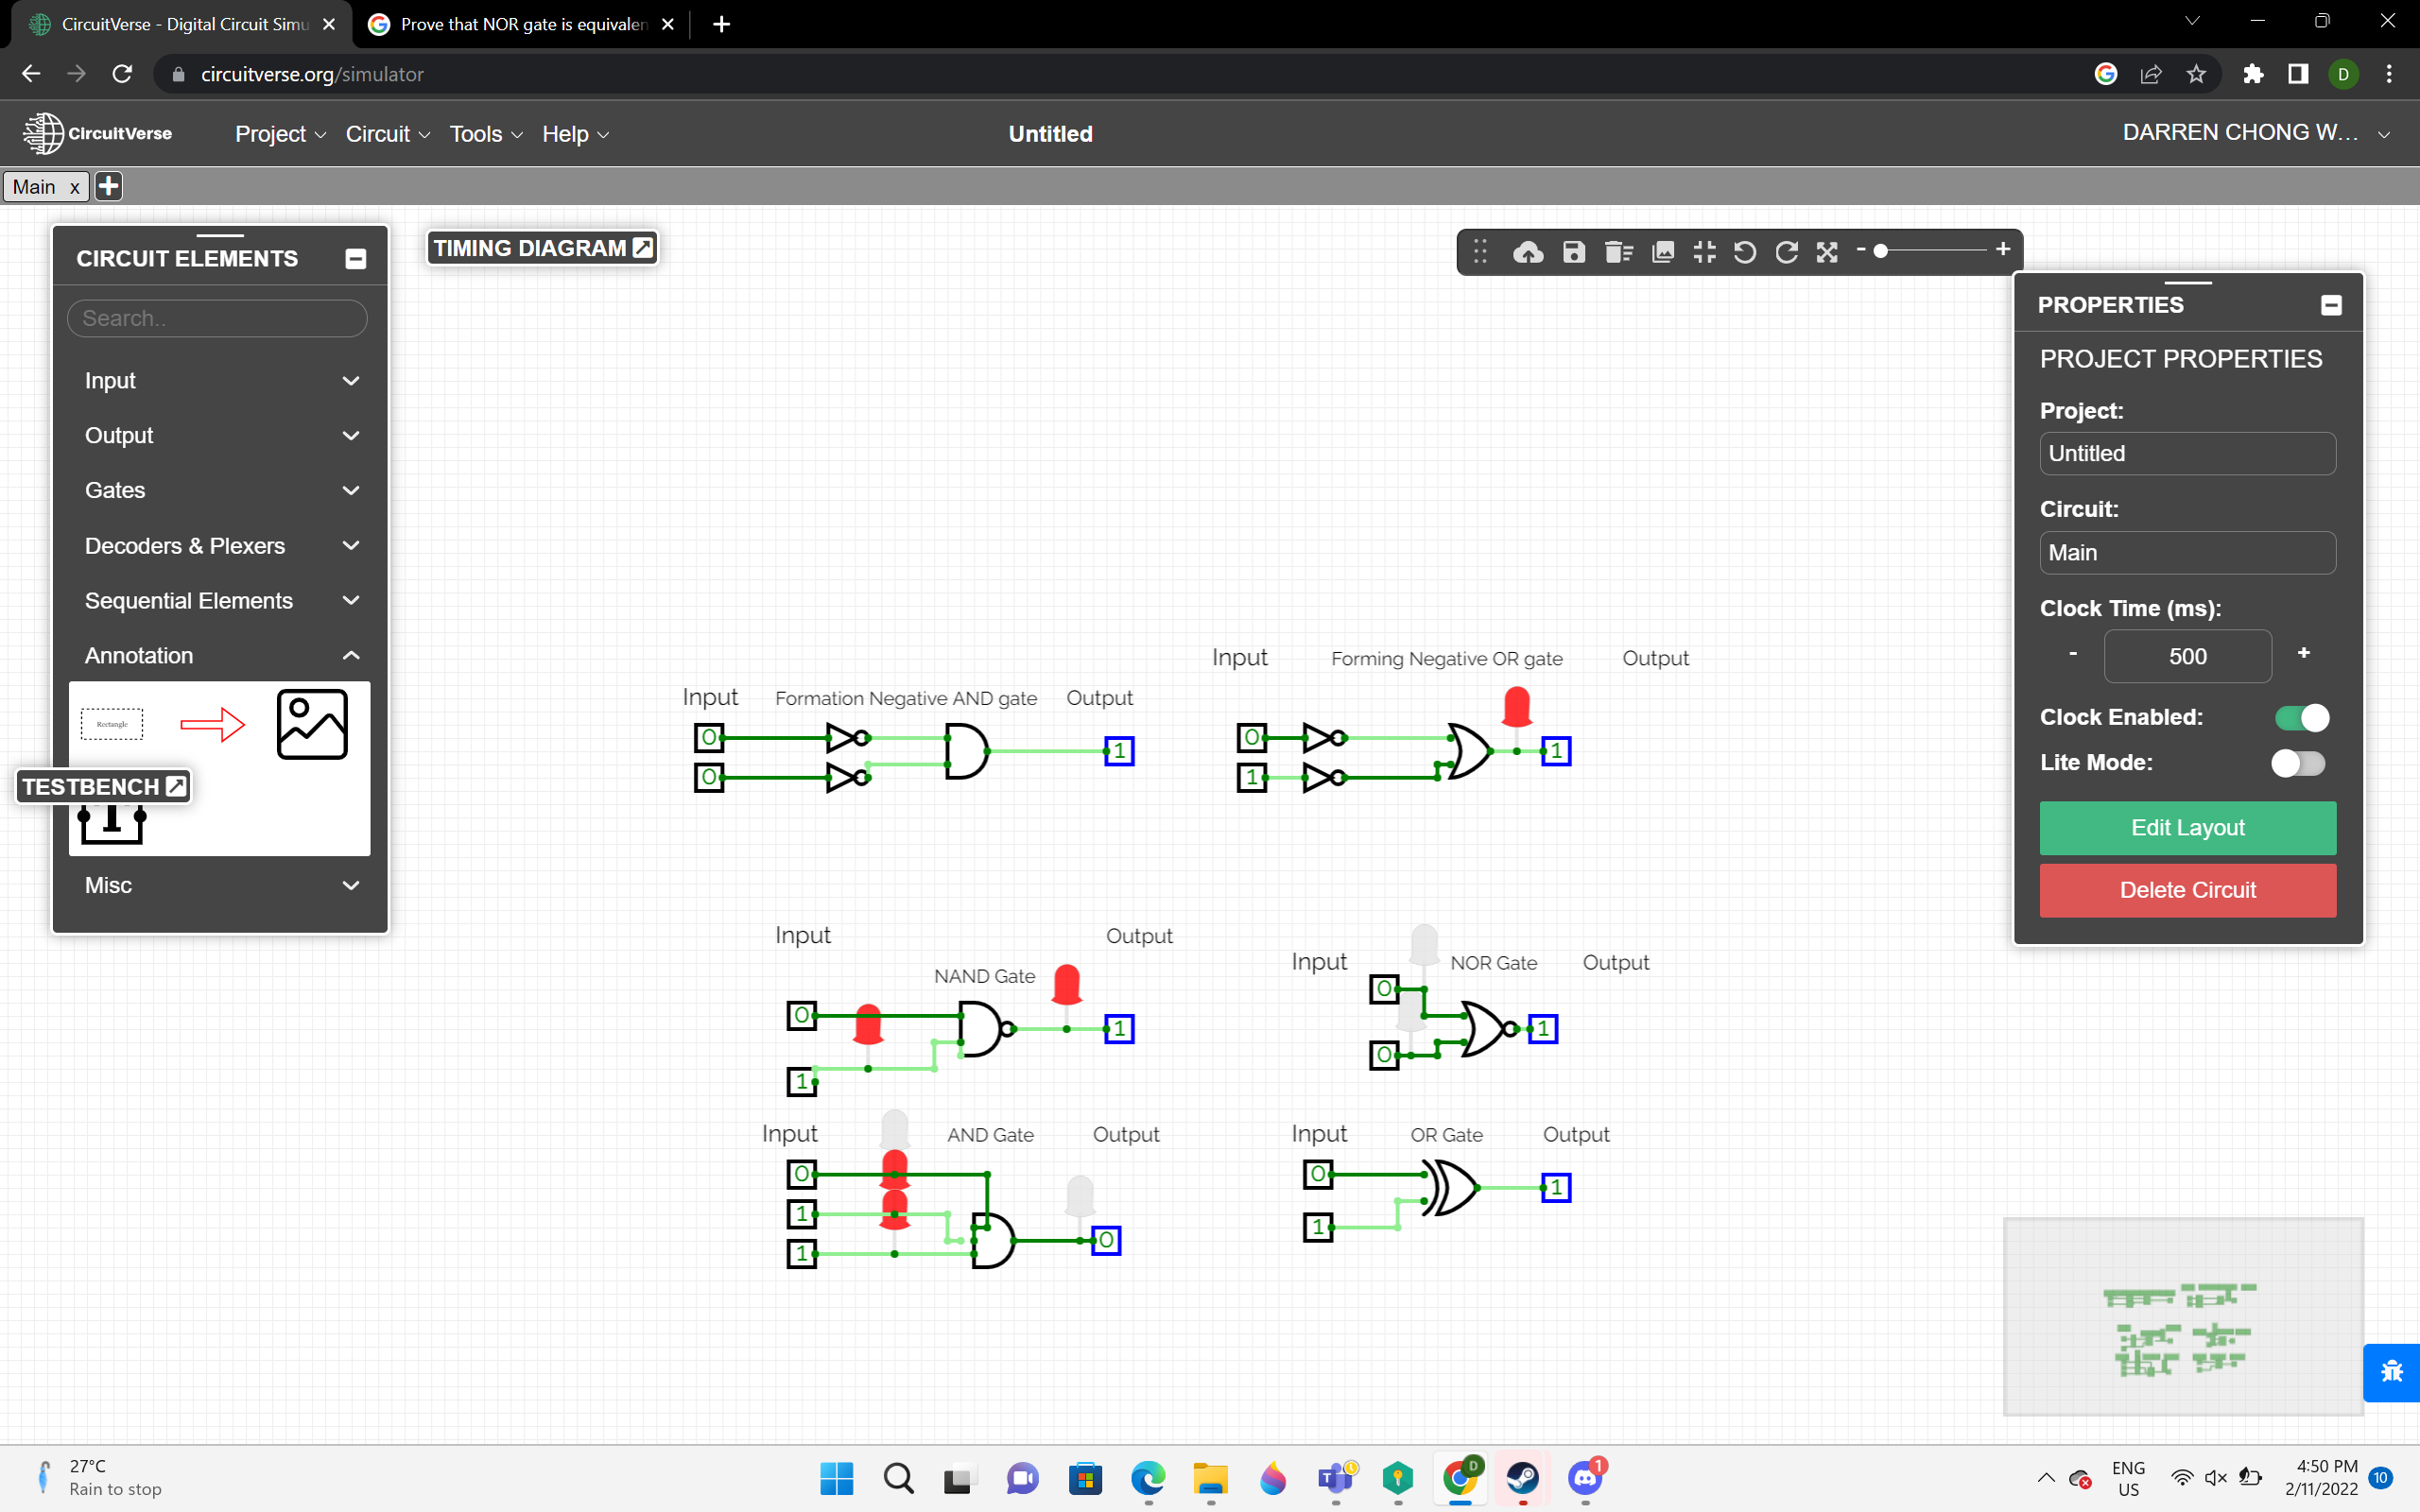 CircuitVerse - Digital Circuit Simu
Prove that NOR gate is equivalen
circuitverse.org/simulator
D
CircuitVerse
Project
Circuit
Tools
Help
Untitled
DARREN CHONG W...
Main x
CIRCUIT ELEMENTS
TIMING DIAGRAM
Search..
Input
Output
Gates
Decoders & Plexers
Sequential Elements
Annotation
Rectangle
TESTBENCH
Misc
PROPERTIES
PROJECT PROPERTIES
Project:
Untitled
Circuit:
Main
Clock Time (ms):
- 500 +
Clock Enabled:
Lite Mode:
Edit Layout
Delete Circuit
Input Formation Negative AND gate Output
0
0
1
Input Forming Negative OR gate Output
0
1
1
Input Output
NAND Gate
0
1
1
Input NOR Gate Output
0
0
1
Input AND Gate Output
0
1
1
0
Input OR Gate Output
0
1
1
27°C
Rain to stop
T
D
1
ENG
US
4:50 PM
2/11/2022
10